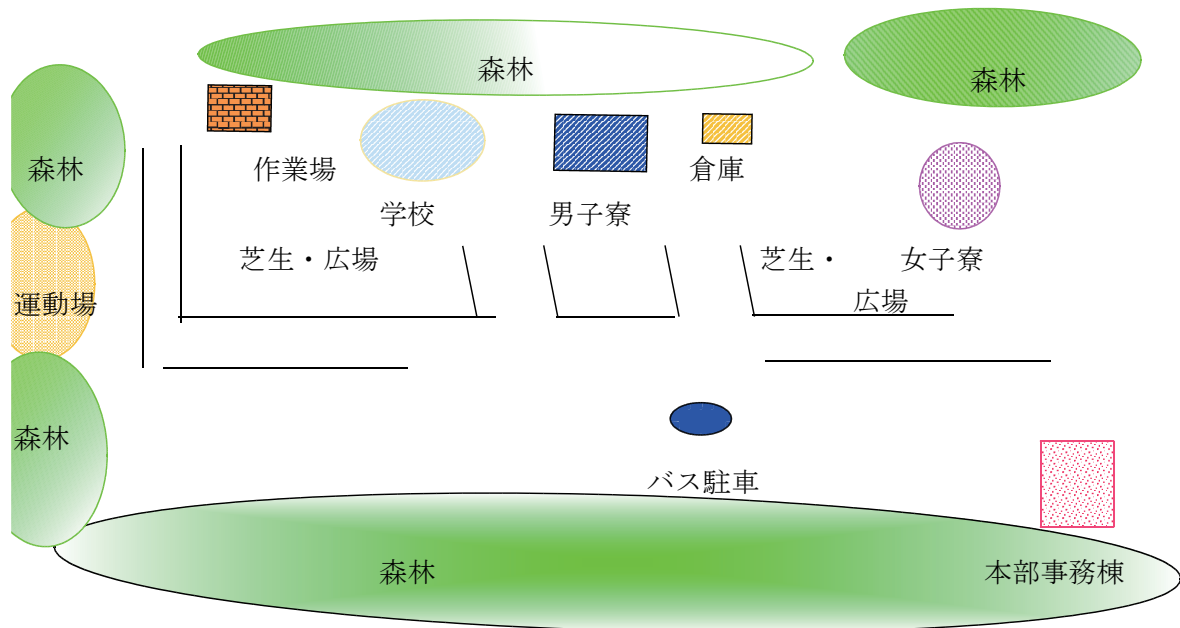 森林
森林
森林
作業場
倉庫
学校
男子寮
芝生・広場
芝生・
広場
女子寮
運動場
森林
バス駐車
森林
本部事務棟